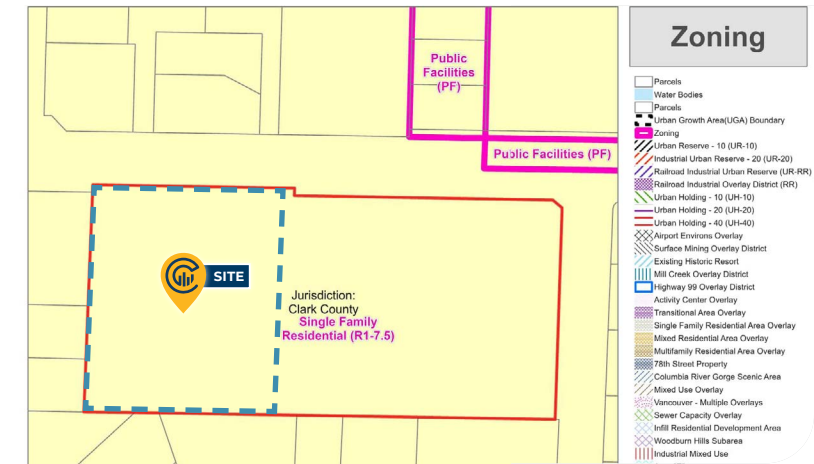 Zoning
Public
Facilities
(PF)
Public Facilities (PF)
SITE
Jurisdiction:
Clark County
Single Family
Residential (R1-7.5)
Parcels
Water Bodies
Parcels
Urban Growth Area(UGA) Boundary
Zoning
Urban Reserve - 10 (UR-10)
Industrial Urban Reserve - 20 (UR-20)
Railroad Industrial Urban Reserve (UR-RR)
Railroad Industrial Overlay District (RR)
Urban Holding - 10 (UH-10)
Urban Holding - 20 (UH-20)
Urban Holding - 40 (UH-40)
Airport Environs Overlay
Surface Mining Overlay District
Existing Historic Resort
Mill Creek Overlay District
Highway 99 Overlay District
Activity Center Overlay
Transitional Area Overlay
Single Family Residential Area Overlay
Mixed Residential Area Overlay
Multifamily Residential Area Overlay
78th Street Property
Columbia River Gorge Scenic Area
Mixed Use Overlay
Vancouver - Multiple Overlays
Sewer Capacity Overlay
Infill Residential Development Area
Woodburn Hills Subarea
Industrial Mixed Use